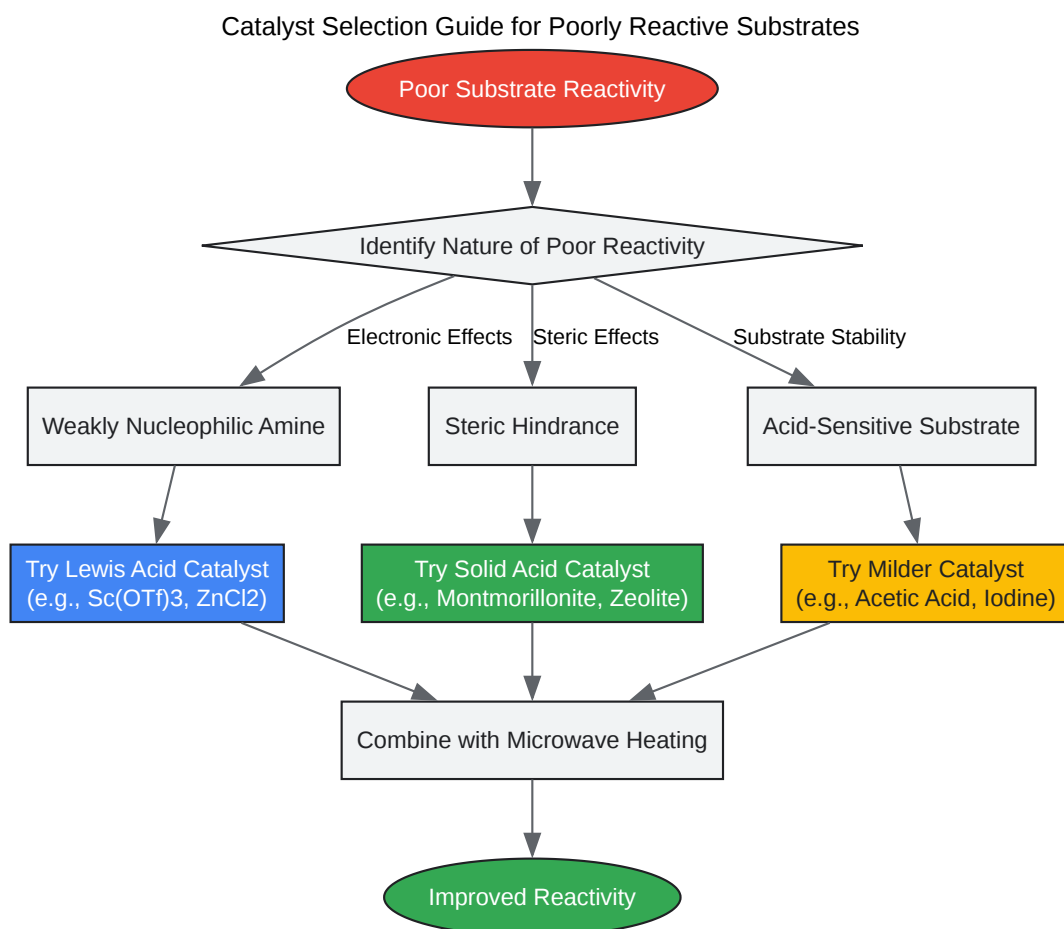 Catalyst Selection Guide for Poorly Reactive Substrates
Poor Substrate Reactivity
Identify Nature of Poor Reactivity
Electronic Effects
Steric Effects
Substrate Stability
Weakly Nucleophilic Amine
Steric Hindrance
Acid-Sensitive Substrate
Try Lewis Acid Catalyst
(e.g., Sc(OTf)3, ZnCl2)
Try Solid Acid Catalyst
(e.g., Montmorillonite, Zeolite)
Try Milder Catalyst
(e.g., Acetic Acid, Iodine)
Combine with Microwave Heating
Improved Reactivity